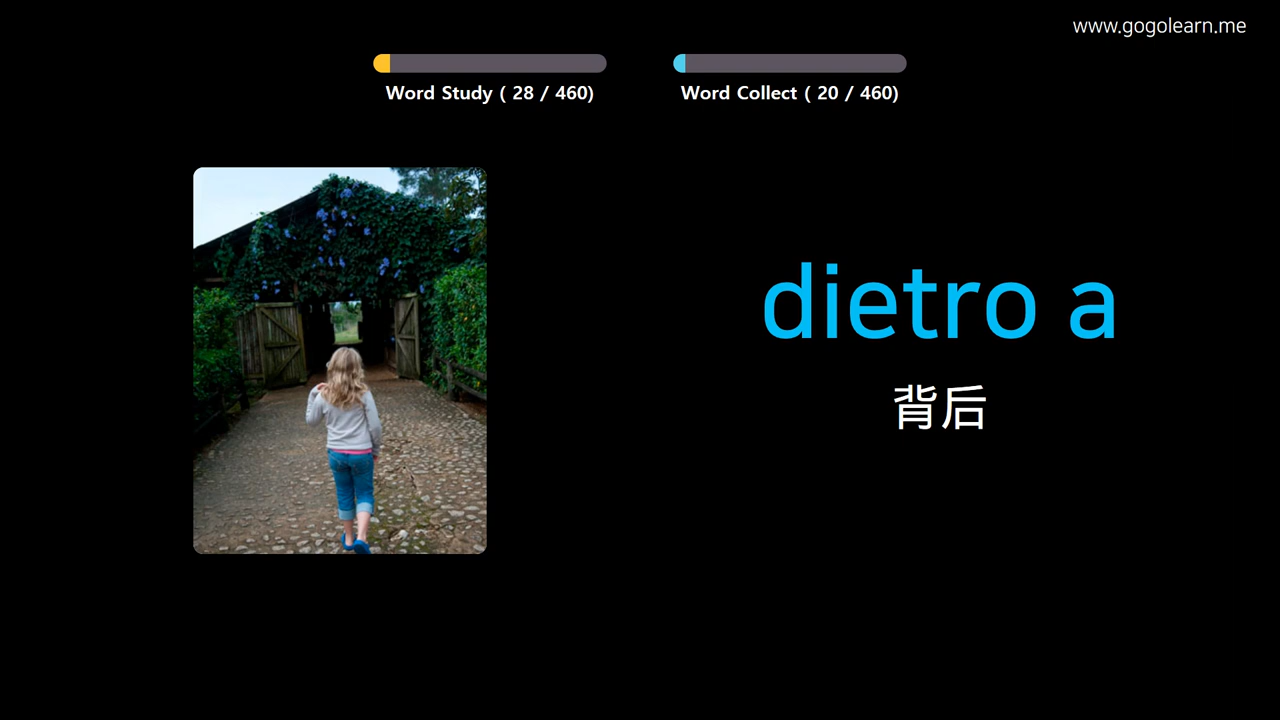 www.gogolearn.me
Word Study ( 28 / 460)
Word Collect ( 20 / 460)
dietro a
背后